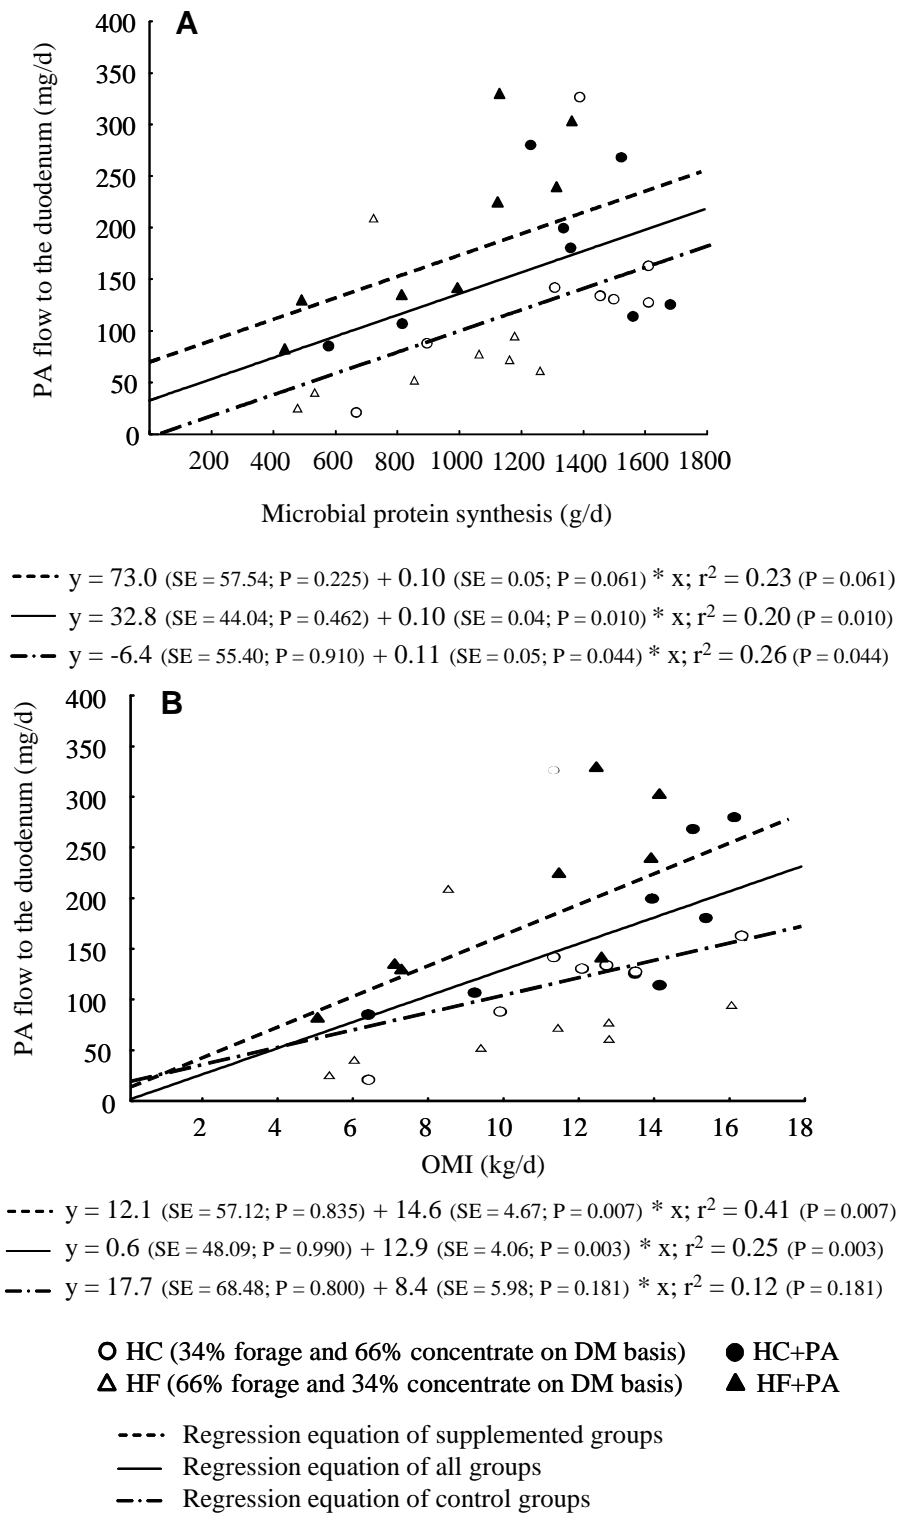 A
400
350
300
250
200
150
100
50
0
PA flow to the duodenum (mg/d)
200 400 600 800 1000 1200 1400 1600 1800
Microbial protein synthesis (g/d)
y = 73.0 (SE = 57.54; P = 0.225) + 0.10 (SE = 0.05; P = 0.061) * x; r² = 0.23 (P = 0.061)
y = 32.8 (SE = 44.04; P = 0.462) + 0.10 (SE = 0.04; P = 0.010) * x; r² = 0.20 (P = 0.010)
y = -6.4 (SE = 55.40; P = 0.910) + 0.11 (SE = 0.05; P = 0.044) * x; r² = 0.26 (P = 0.044)
B
400
350
300
250
200
150
100
50
0
PA flow to the duodenum (mg/d)
2 4 6 8 10 12 14 16 18
OMI (kg/d)
y = 12.1 (SE = 57.12; P = 0.835) + 14.6 (SE = 4.67; P = 0.007) * x; r² = 0.41 (P = 0.007)
y = 0.6 (SE = 48.09; P = 0.990) + 12.9 (SE = 4.06; P = 0.003) * x; r² = 0.25 (P = 0.003)
y = 17.7 (SE = 68.48; P = 0.800) + 8.4 (SE = 5.98; P = 0.181) * x; r² = 0.12 (P = 0.181)
HC (34% forage and 66% concentrate on DM basis) HC+PA
HF (66% forage and 34% concentrate on DM basis) HF+PA
Regression equation of supplemented groups
Regression equation of all groups
Regression equation of control groups